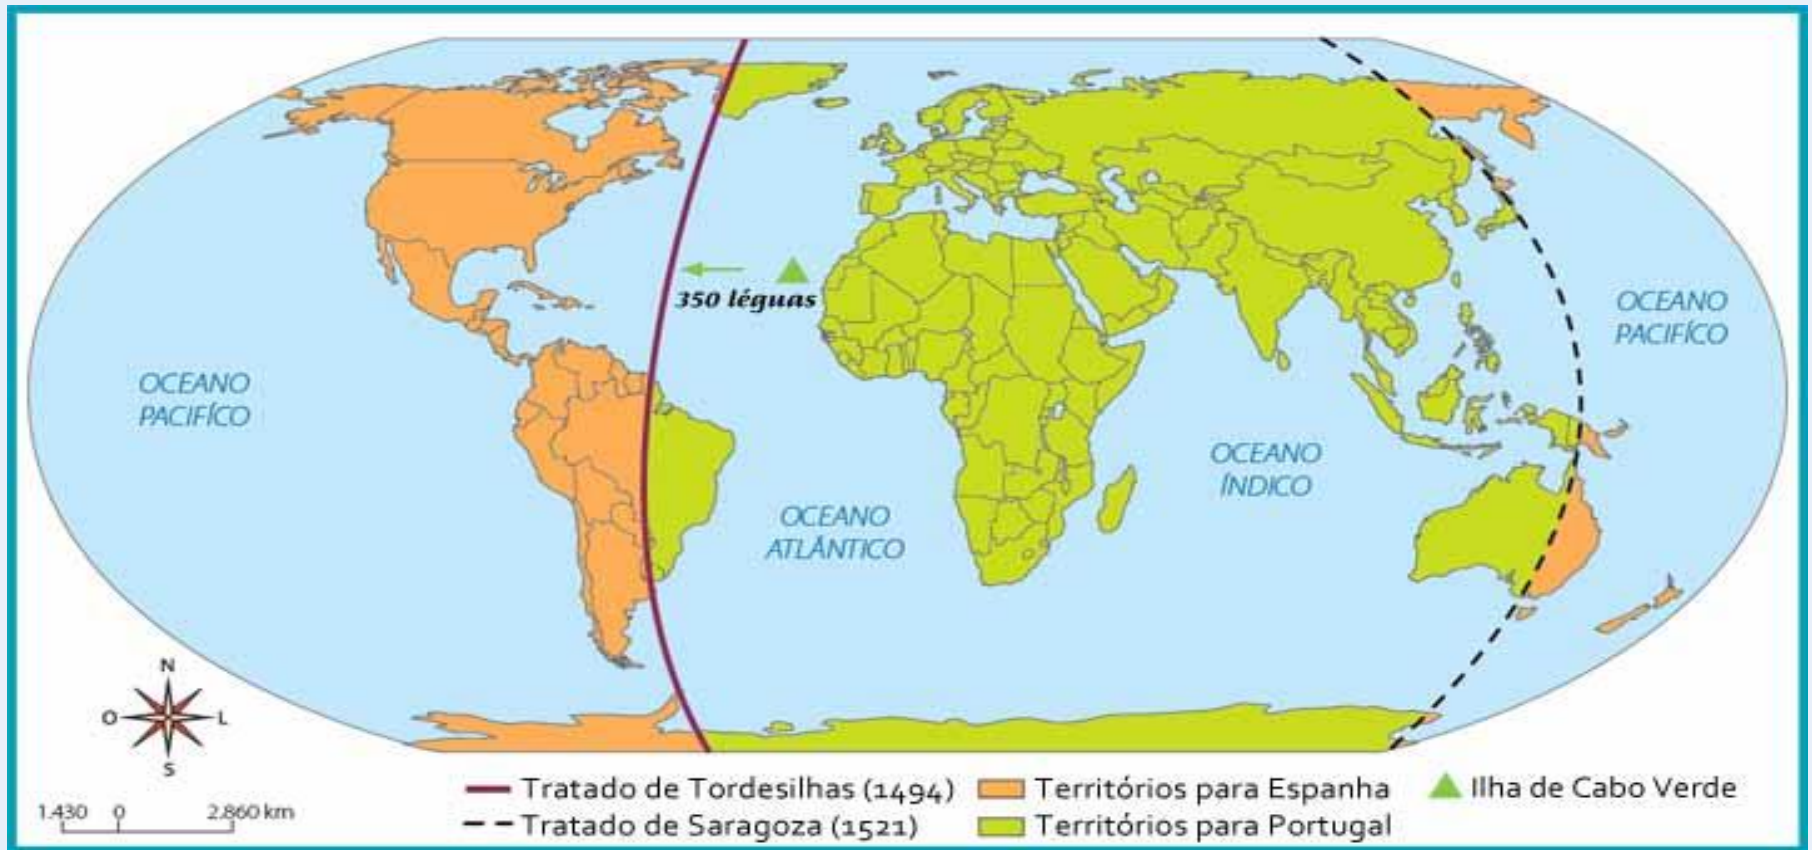 350 léguas
OCEANO
PACIFÍCO
OCEANO
PACIFÍCO
OCEANO
ÍNDICO
OCEANO
ATLÂNTICO
N
O
L
S
1.430 0 2.860 km
Tratado de Tordesilhas (1494)
Tratado de Saragoza (1521)
Territórios para Espanha
Territórios para Portugal
Ilha de Cabo Verde